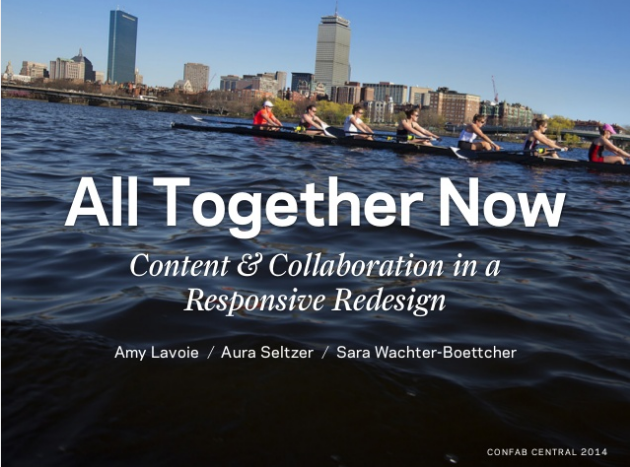 All Together Now
Content & Collaboration in a
Responsive Redesign
Amy Lavoie / Aura Seltzer / Sara Wachter-Boettcher
CONFAB CENTRAL 2014